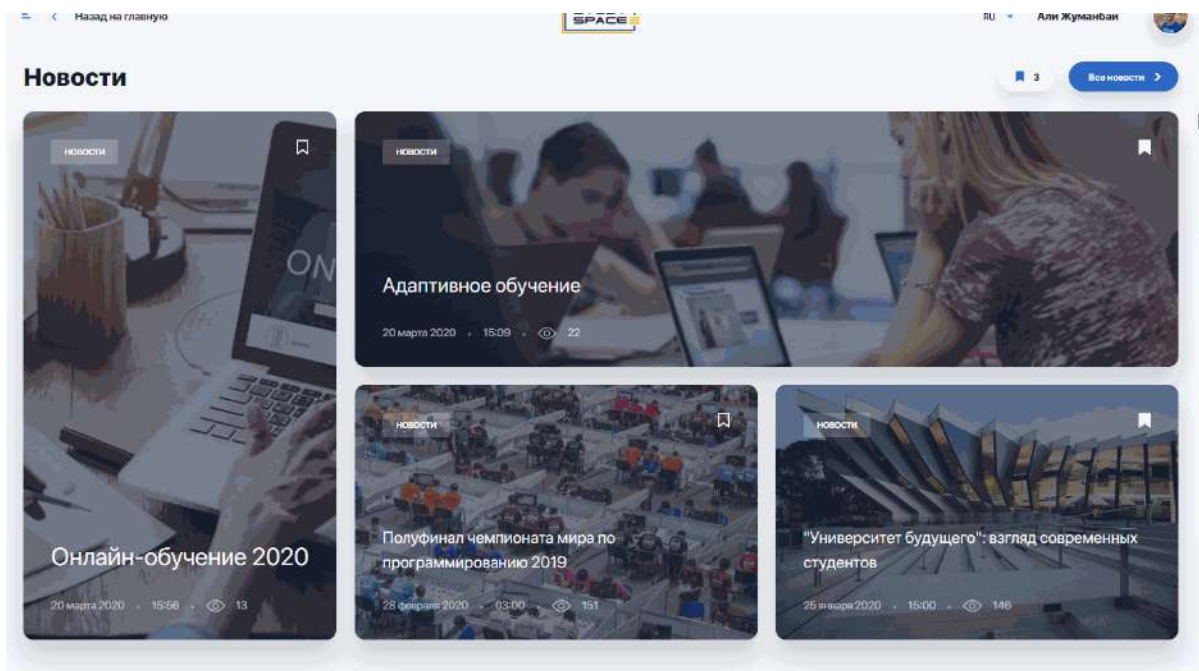 Назад на главную
SPACE
RU
Али Жуманбай
Новости
3
Все новости
НОВОСТИ
ON
Онлайн-обучение 2020
20 марта 2020 • 15:56 • 13
НОВОСТИ
Адаптивное обучение
20 марта 2020 • 15:09 • 22
НОВОСТИ
Полуфинал чемпионата мира по
программированию 2019
28 февраля 2020 • 03:00 • 151
НОВОСТИ
"Университет будущего": взгляд современных
студентов
25 января 2020 • 15:00 • 146